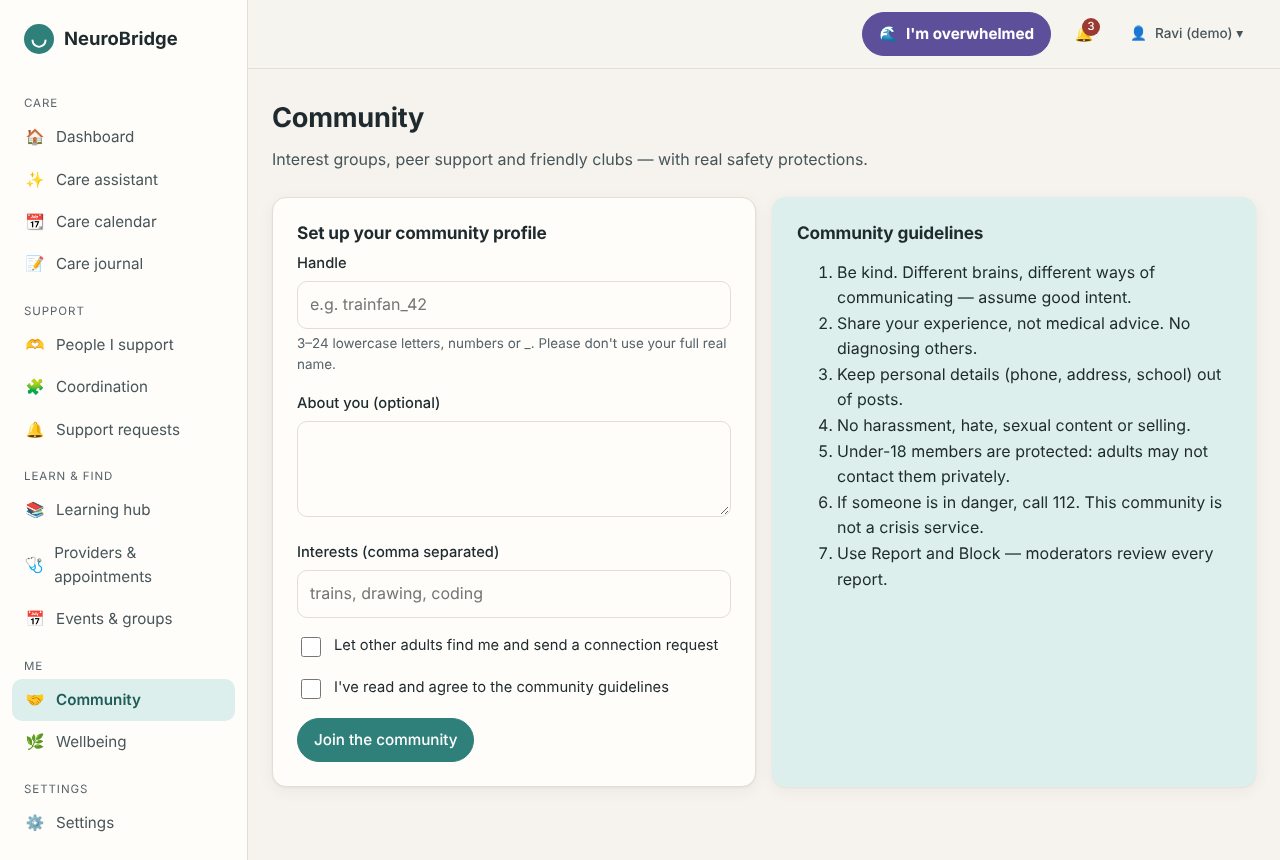 NeuroBridge
I'm overwhelmed
3
Ravi (demo) ▾
CARE
Dashboard
Care assistant
Care calendar
Care journal
SUPPORT
People I support
Coordination
Support requests
LEARN & FIND
Learning hub
Providers &
appointments
Events & groups
ME
Community
Wellbeing
SETTINGS
Settings
Community
Interest groups, peer support and friendly clubs — with real safety protections.
Set up your community profile
Handle
e.g. trainfan_42
3–24 lowercase letters, numbers or _. Please don't use your full real
name.
About you (optional)
Interests (comma separated)
trains, drawing, coding
Let other adults find me and send a connection request
I've read and agree to the community guidelines
Join the community
Community guidelines
1. Be kind. Different brains, different ways of
communicating — assume good intent.
2. Share your experience, not medical advice. No
diagnosing others.
3. Keep personal details (phone, address, school) out
of posts.
4. No harassment, hate, sexual content or selling.
5. Under-18 members are protected: adults may not
contact them privately.
6. If someone is in danger, call 112. This community is
not a crisis service.
7. Use Report and Block — moderators review every
report.